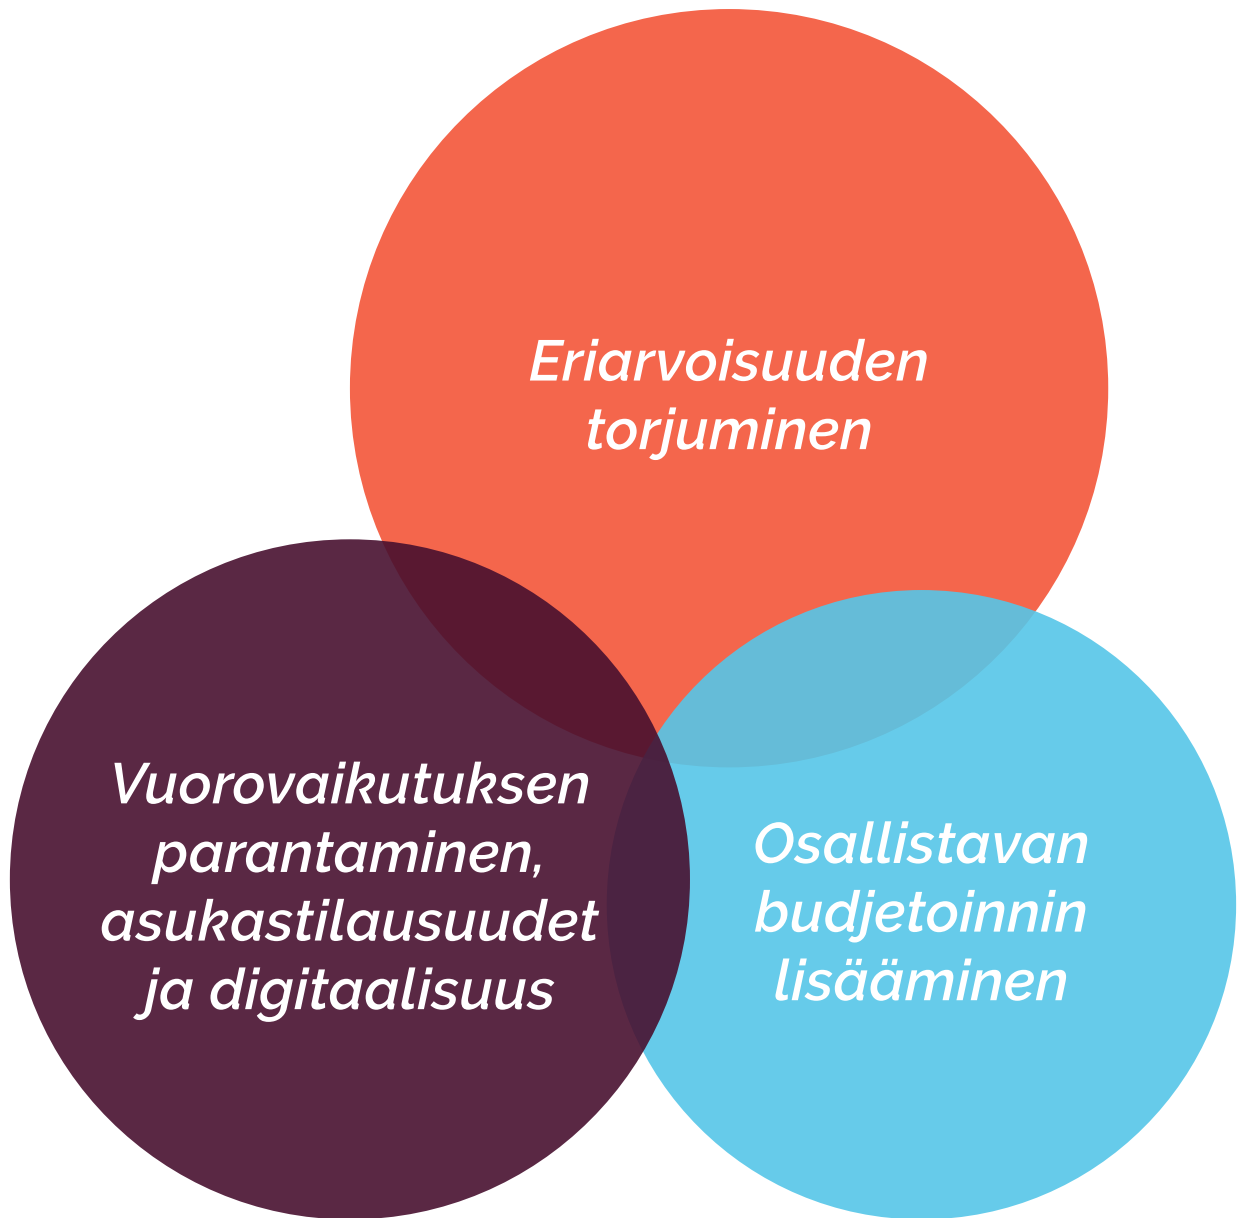 Eriarvoisuuden
torjuminen
Vuorovaikutuksen
parantaminen,
asukastilausuudet
ja digitaalisuus
Osallistavan
budjetoinnin
lisääminen